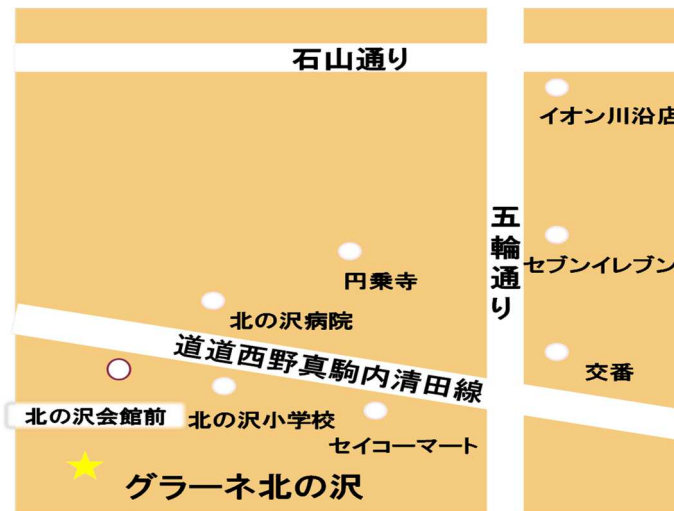 石山通り
イオン川沿店
五輪通り
セブンイレブン
円乗寺
北の沢病院
道道西野真駒内清田線
交番
北の沢会館前
北の沢小学校
セイコーマート
グラーネ北の沢